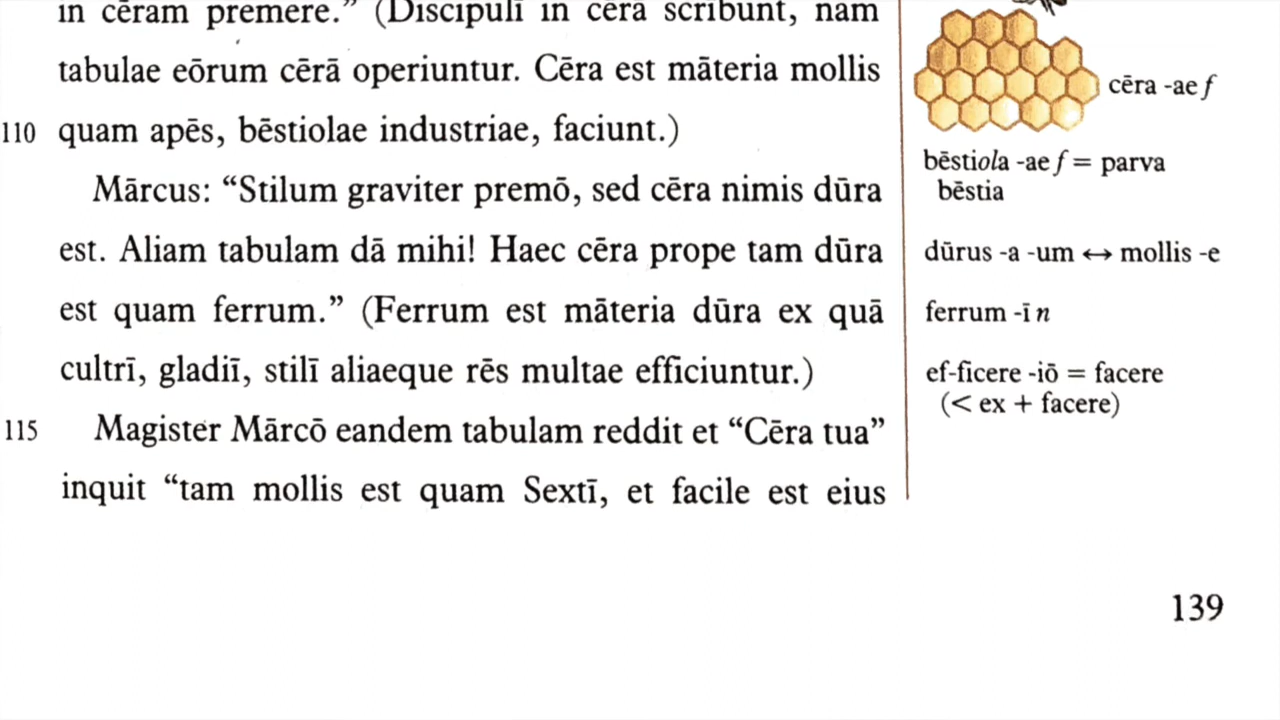 in cēram premere.” (Discipulī in cērā scrībunt, nam
tabulae eōrum cērā operiuntur. Cēra est māteria mollis
110 quam apēs, bēstiolae industriae, faciunt.)
Mārcus: “Stilum graviter premō, sed cēra nimis dūra
est. Aliam tabulam dā mihi! Haec cēra prope tam dūra
est quam ferrum.” (Ferrum est māteria dūra ex quā
cultrī, gladiī, stilī aliaeque rēs multae efficiuntur.)
115 Magister Mārcō eandem tabulam reddit et “Cēra tua”
inquit “tam mollis est quam Sextī, et facile est eius
cēra -ae f
bēstiola -ae f = parva
bēstia
dūrus -a -um ↔ mollis -e
ferrum -ī n
ef-ficere -iō = facere
(< ex + facere)
139